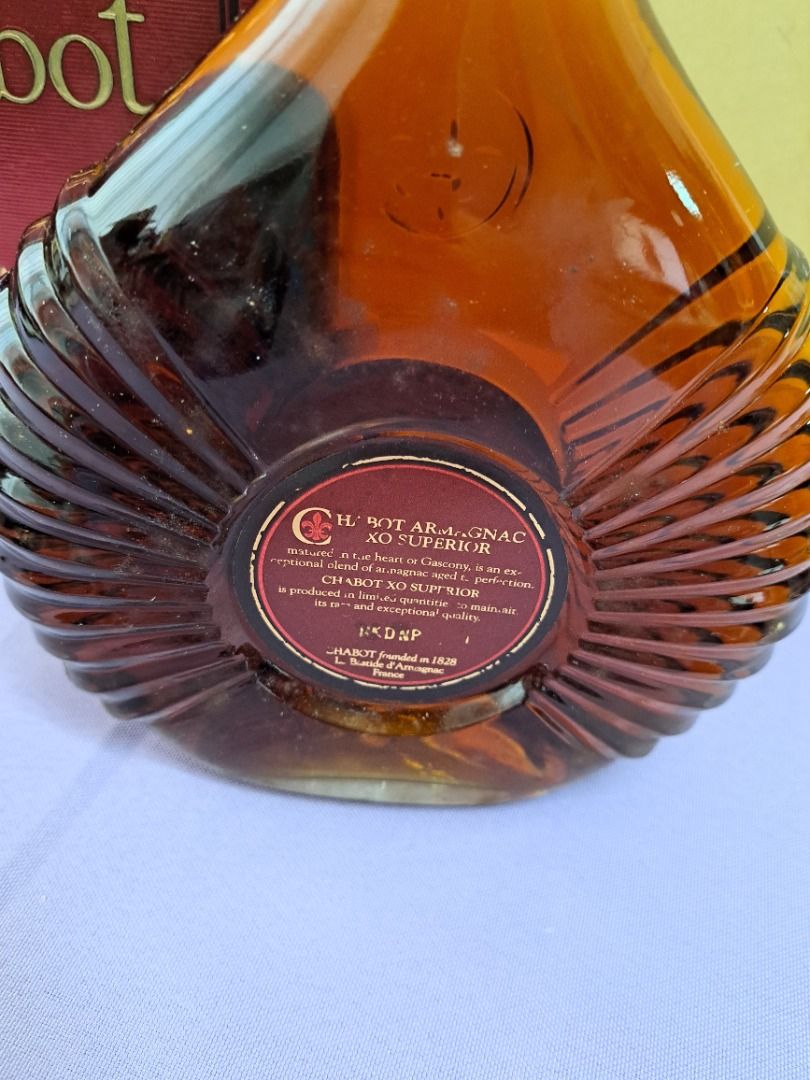 bot
CHABOT ARMAGNAC
XO SUPERIOR
matured in the heart of Gascony, is an ex-
ceptional blend of armagnac aged to perfection.
CHABOT XO SUPERIOR
is produced in limited quantities to maintain
its rare and exceptional quality.
HKDNP
CHABOT founded in 1828
La Bastide d'Armagnac
France